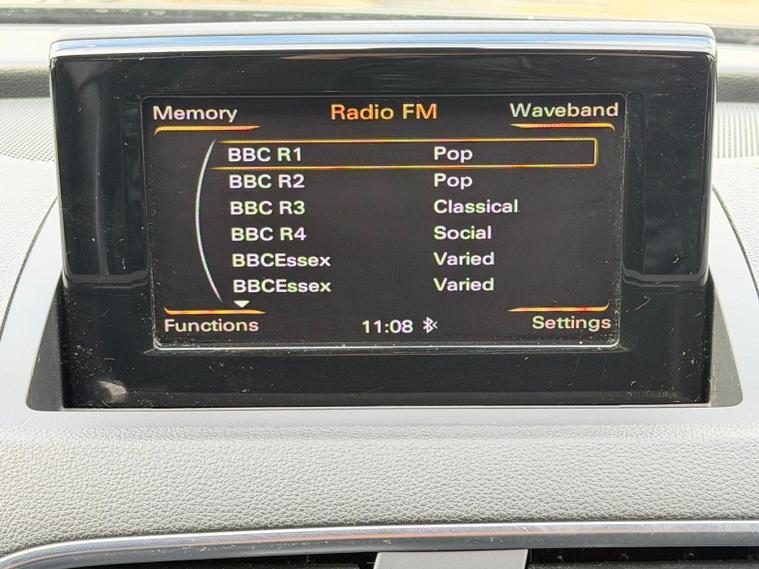 Memory Radio FM Waveband
BBC R1 Pop
BBC R2 Pop
BBC R3 Classical
BBC R4 Social
BBCEssex Varied
BBCEssex Varied
Functions 11:08 Settings